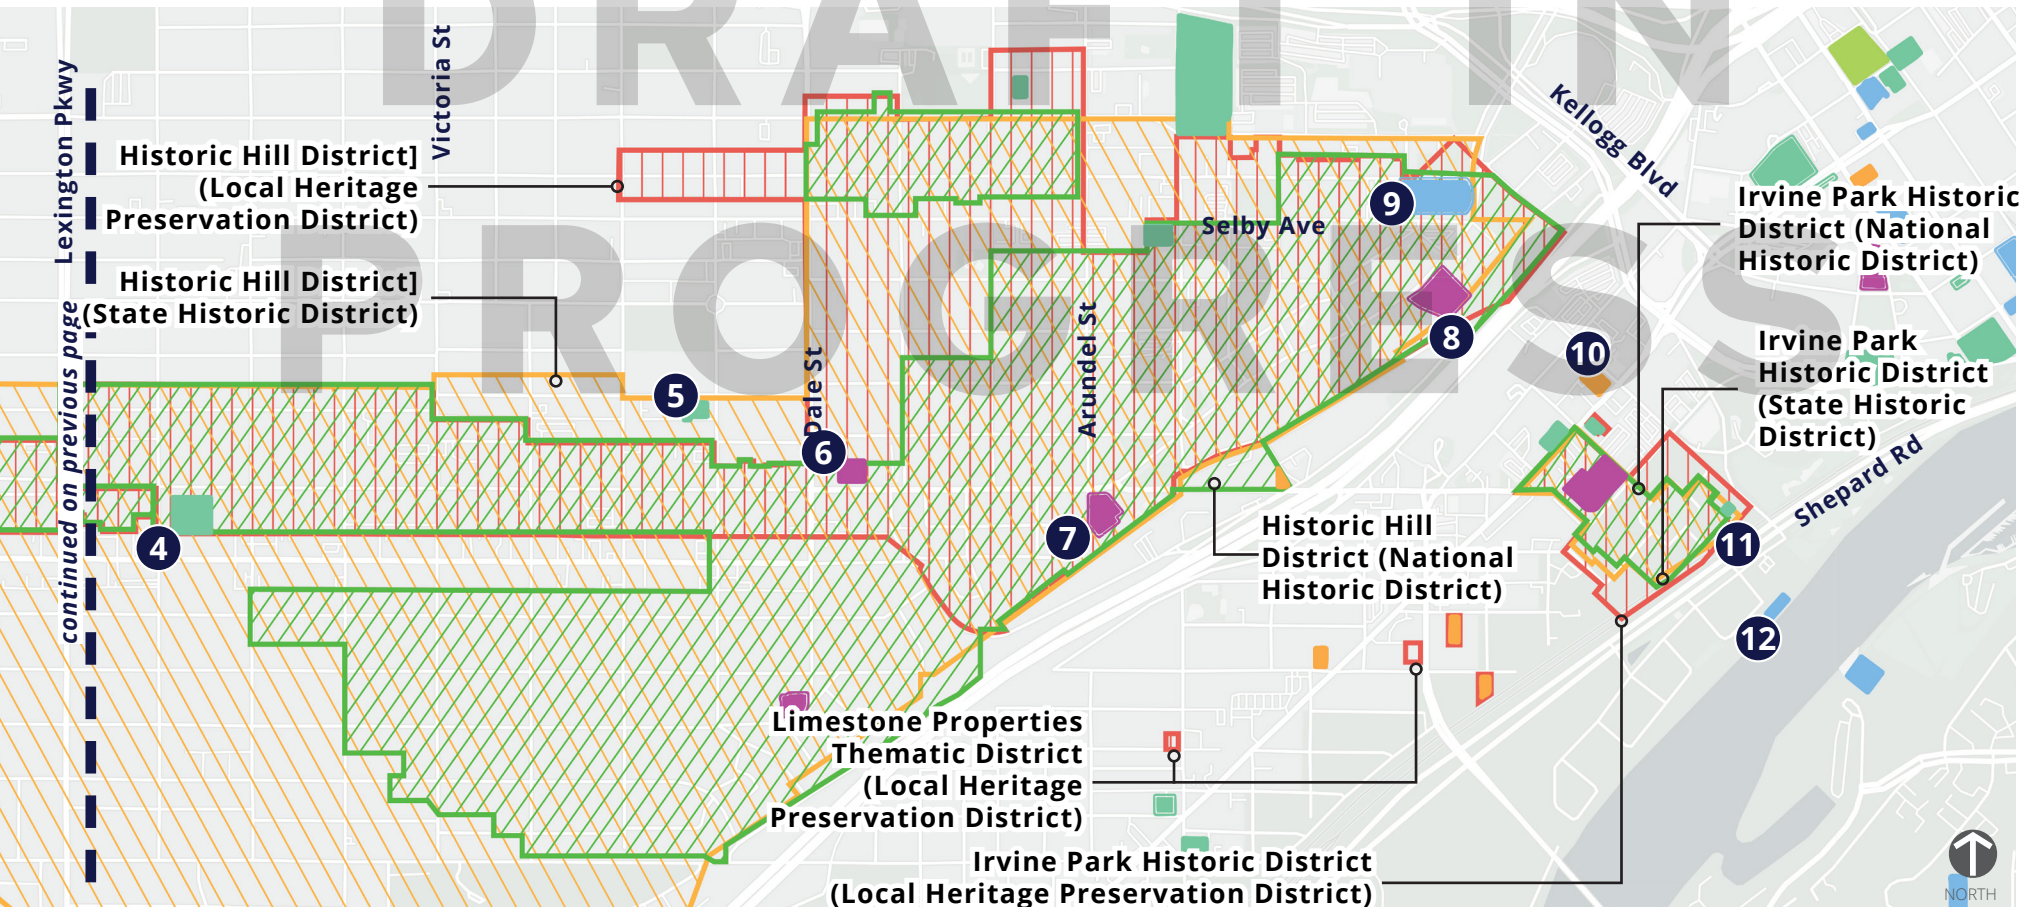 DRAFT IN
PROGRESS
Lexington Pkwy
continued on previous page
Victoria St
Historic Hill District]
(Local Heritage
Preservation District)
Historic Hill District]
(State Historic District)
Dale St
Arundel St
Selby Ave
Kellogg Blvd
Irvine Park Historic
District (National
Historic District)
Irvine Park
Historic District
(State Historic
District)
Shepard Rd
4
5
6
7
8
9
10
11
12
Historic Hill
District (National
Historic District)
Limestone Properties
Thematic District
(Local Heritage
Preservation District)
Irvine Park Historic District
(Local Heritage Preservation District)
NORTH